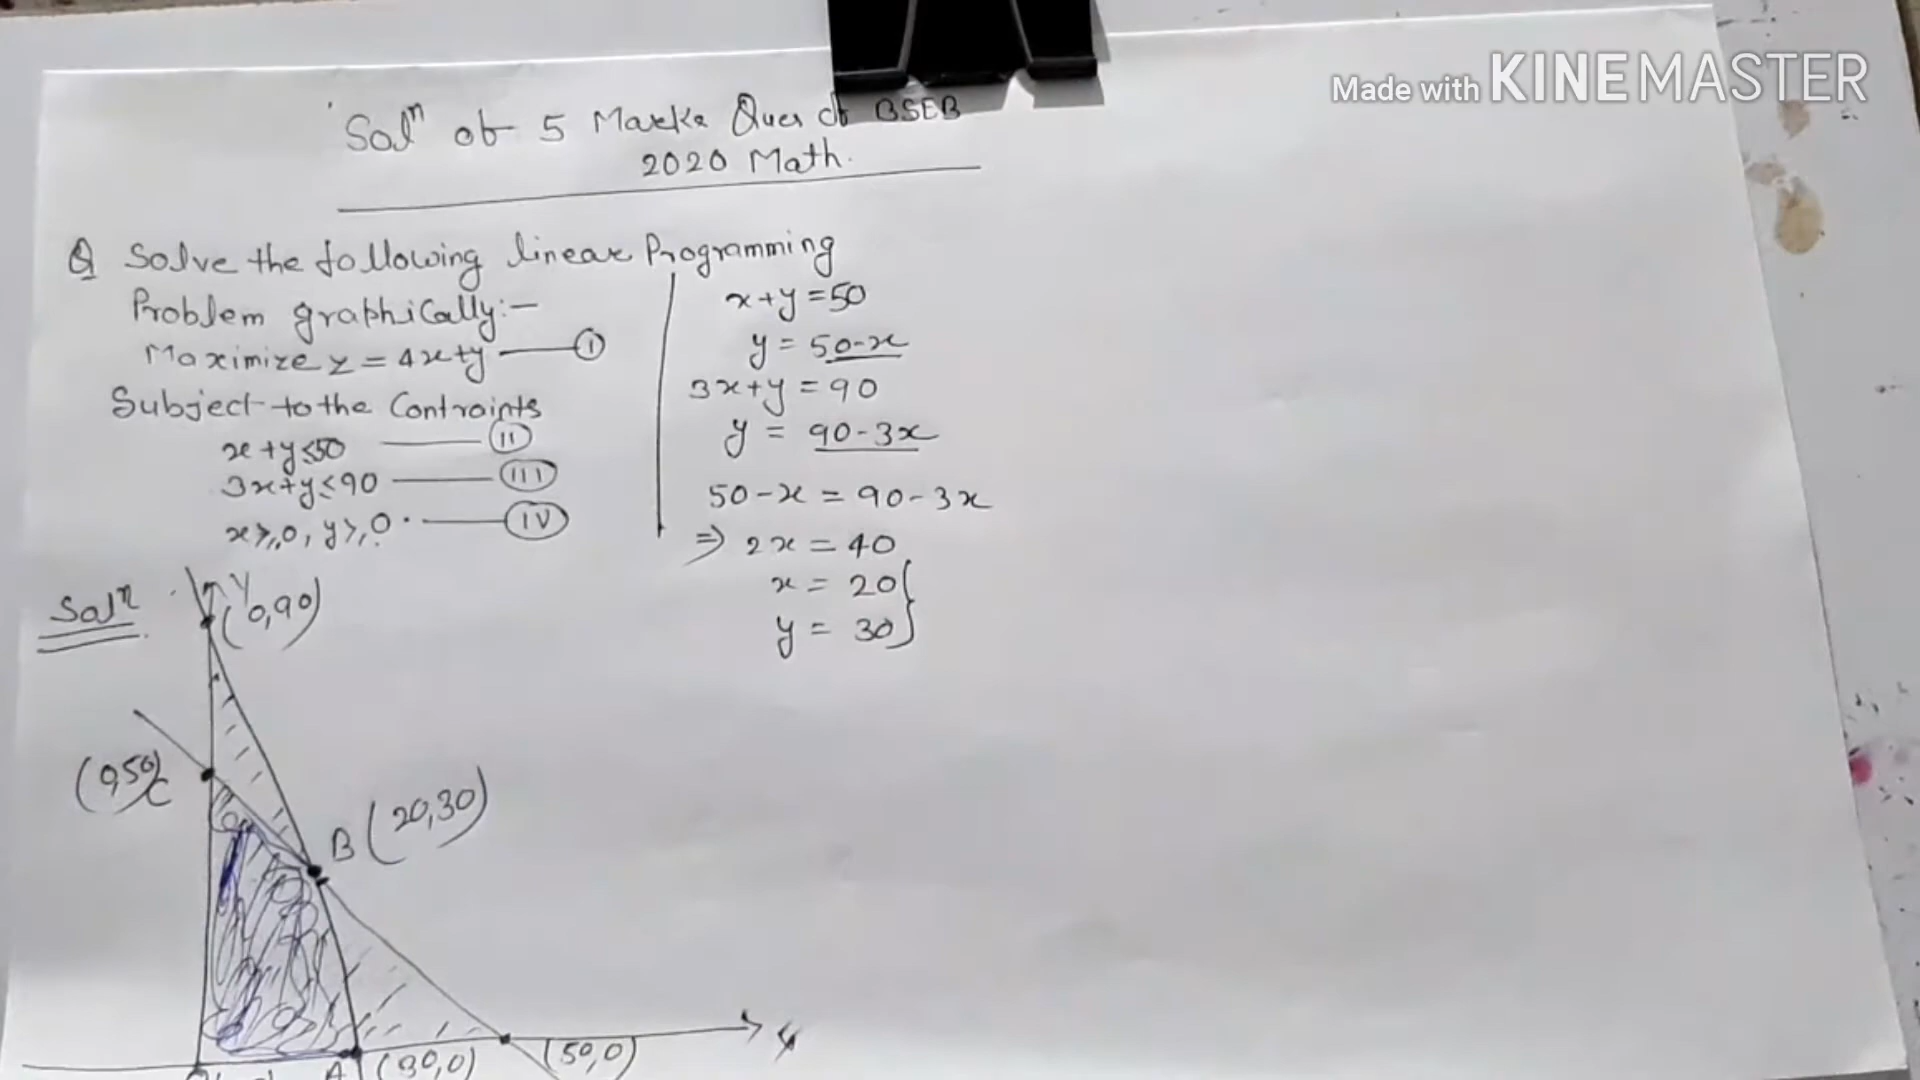 Made with KINEMASTER
Solⁿ of 5 Marks Ques of BSEB
2020 Math.
Q Solve the following linear Programming
Problem graphically:-
Maximize z = 4x+y — (I)
Subject to the Contraints
x+y≤50 — (II)
3x+y≤90 — (III)
x≥0, y≥0. — (IV)
x+y=50
y = 50-x
3x+y = 90
y = 90-3x
50-x = 90-3x
⇒ 2x = 40
x = 20
y = 30
Solⁿ
Y
(0,90)
(0,50) C
B (20,30)
A (30,0)
(50,0)